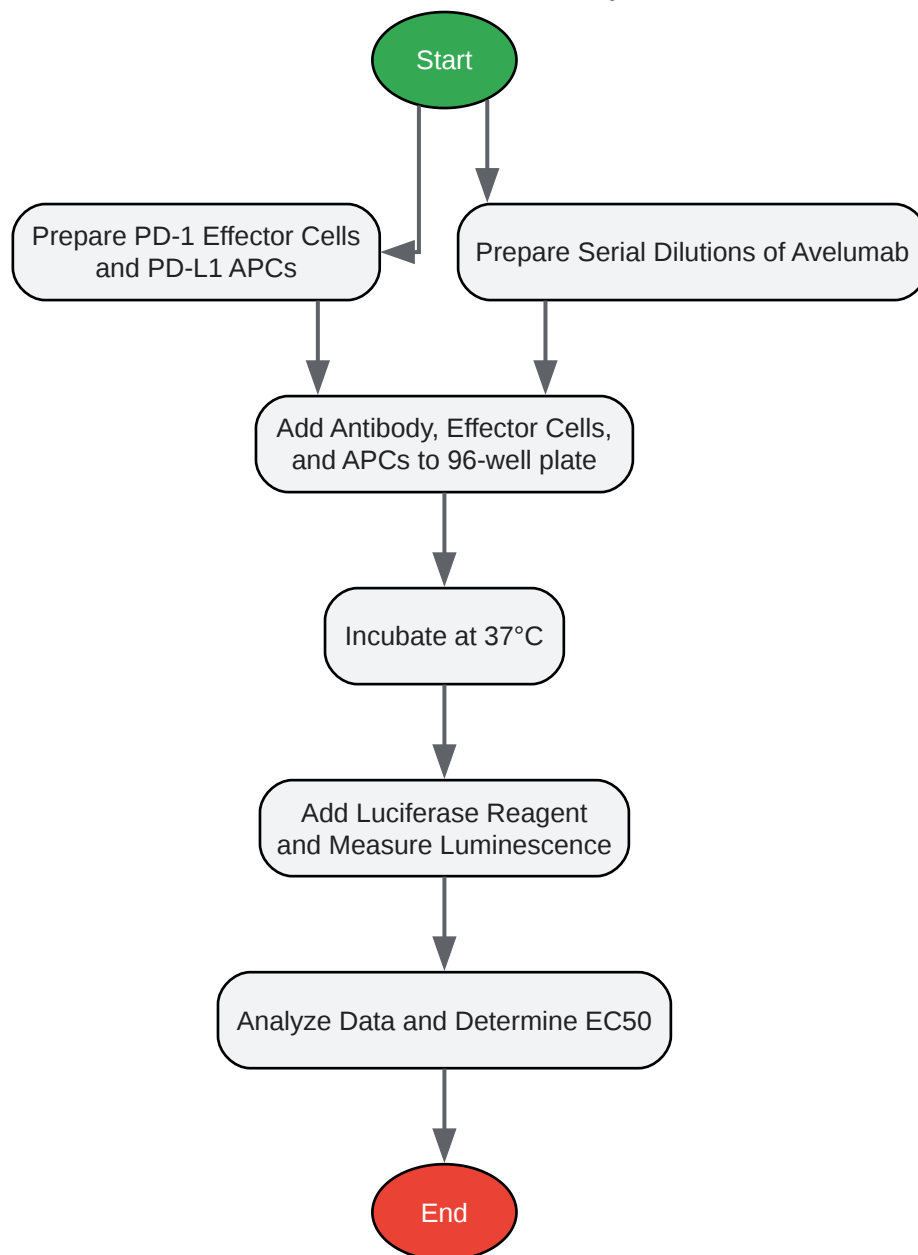 Start
Prepare PD-1 Effector Cells
and PD-L1 APCs
Prepare Serial Dilutions of Avelumab
Add Antibody, Effector Cells,
and APCs to 96-well plate
Incubate at 37°C
Add Luciferase Reagent
and Measure Luminescence
Analyze Data and Determine EC50
End